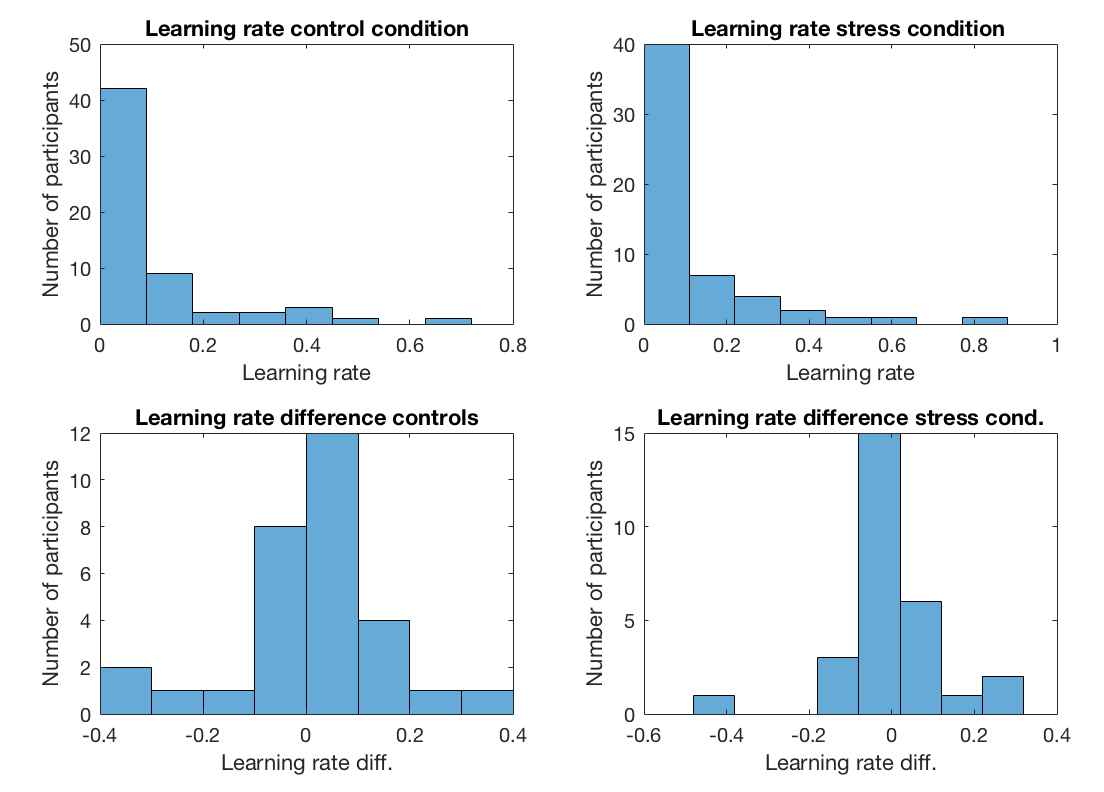 Learning rate control condition
Number of participants
50
40
30
20
10
0
0 0.2 0.4 0.6 0.8
Learning rate
Learning rate stress condition
Number of participants
40
30
20
10
0
0 0.2 0.4 0.6 0.8 1
Learning rate
Learning rate difference controls
Number of participants
12
10
8
6
4
2
0
-0.4 -0.2 0 0.2 0.4
Learning rate diff.
Learning rate difference stress cond.
Number of participants
15
10
5
0
-0.6 -0.4 -0.2 0 0.2 0.4
Learning rate diff.